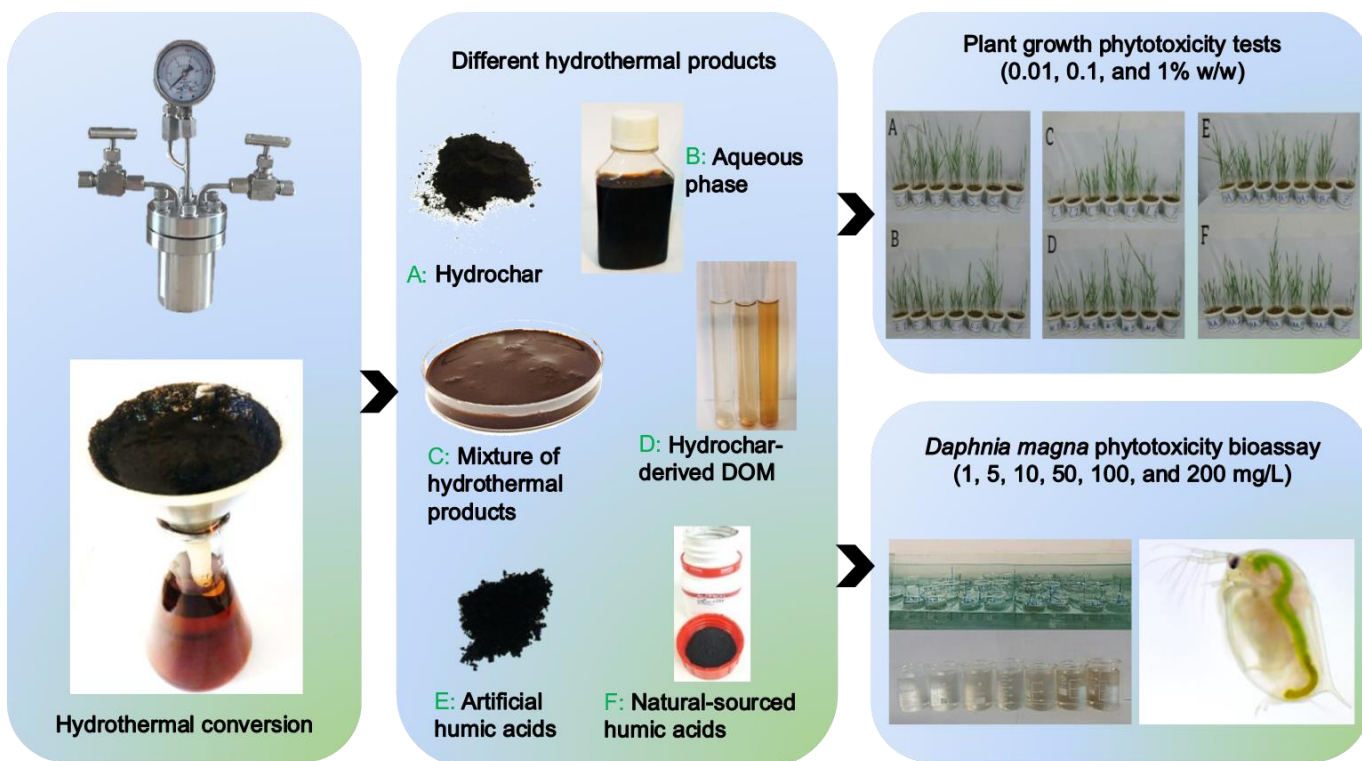 Hydrothermal conversion
Different hydrothermal products
A: Hydrochar
B: Aqueous
phase
C: Mixture of
hydrothermal
products
D: Hydrochar-
derived DOM
E: Artificial
humic acids
F: Natural-sourced
humic acids
Plant growth phytotoxicity tests
(0.01, 0.1, and 1% w/w)
A
C
E
B
D
F
Daphnia magna phytotoxicity bioassay
(1, 5, 10, 50, 100, and 200 mg/L)